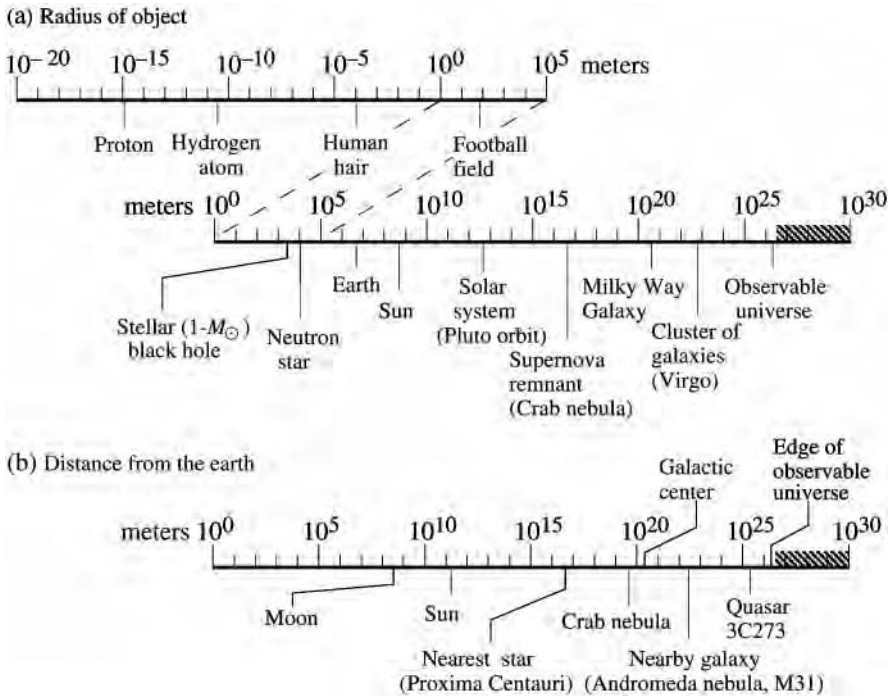 (a) Radius of object
10⁻²⁰ 10⁻¹⁵ 10⁻¹⁰ 10⁻⁵ 10⁰ 10⁵ meters
Proton Hydrogen atom Human hair Football field
meters 10⁰ 10⁵ 10¹⁰ 10¹⁵ 10²⁰ 10²⁵ 10³⁰
Stellar (1-M☉) black hole
Neutron star
Earth
Sun
Solar system (Pluto orbit)
Supernova remnant (Crab nebula)
Milky Way Galaxy
Cluster of galaxies (Virgo)
Observable universe
(b) Distance from the earth
Galactic center
Edge of observable universe
meters 10⁰ 10⁵ 10¹⁰ 10¹⁵ 10²⁰ 10²⁵ 10³⁰
Moon
Sun
Nearest star (Proxima Centauri)
Crab nebula
Nearby galaxy (Andromeda nebula, M31)
Quasar 3C273